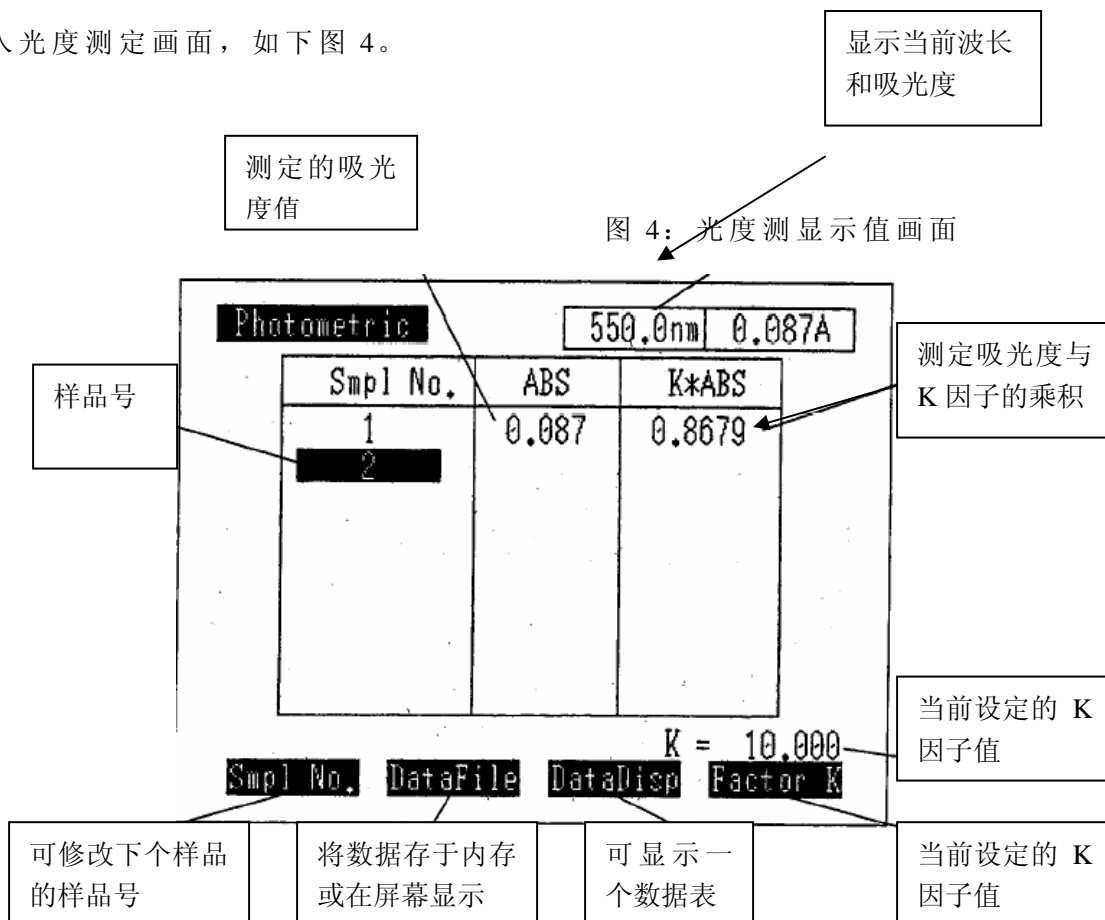 入光度测定画面，如下图 4。
显示当前波长
和吸光度
测定的吸光
度值
图 4：光度测显示值画面
Photometric
550.0nm 0.087A
测定吸光度与
K 因子的乘积
样品号
Smpl No. ABS K*ABS
1 0.087 0.8679
2
当前设定的 K
因子值
K = 10.000
Smpl No. DataFile DataDisp Factor K
可修改下个样品
的样品号
将数据存于内存
或在屏幕显示
可显示一
个数据表
当前设定的 K
因子值